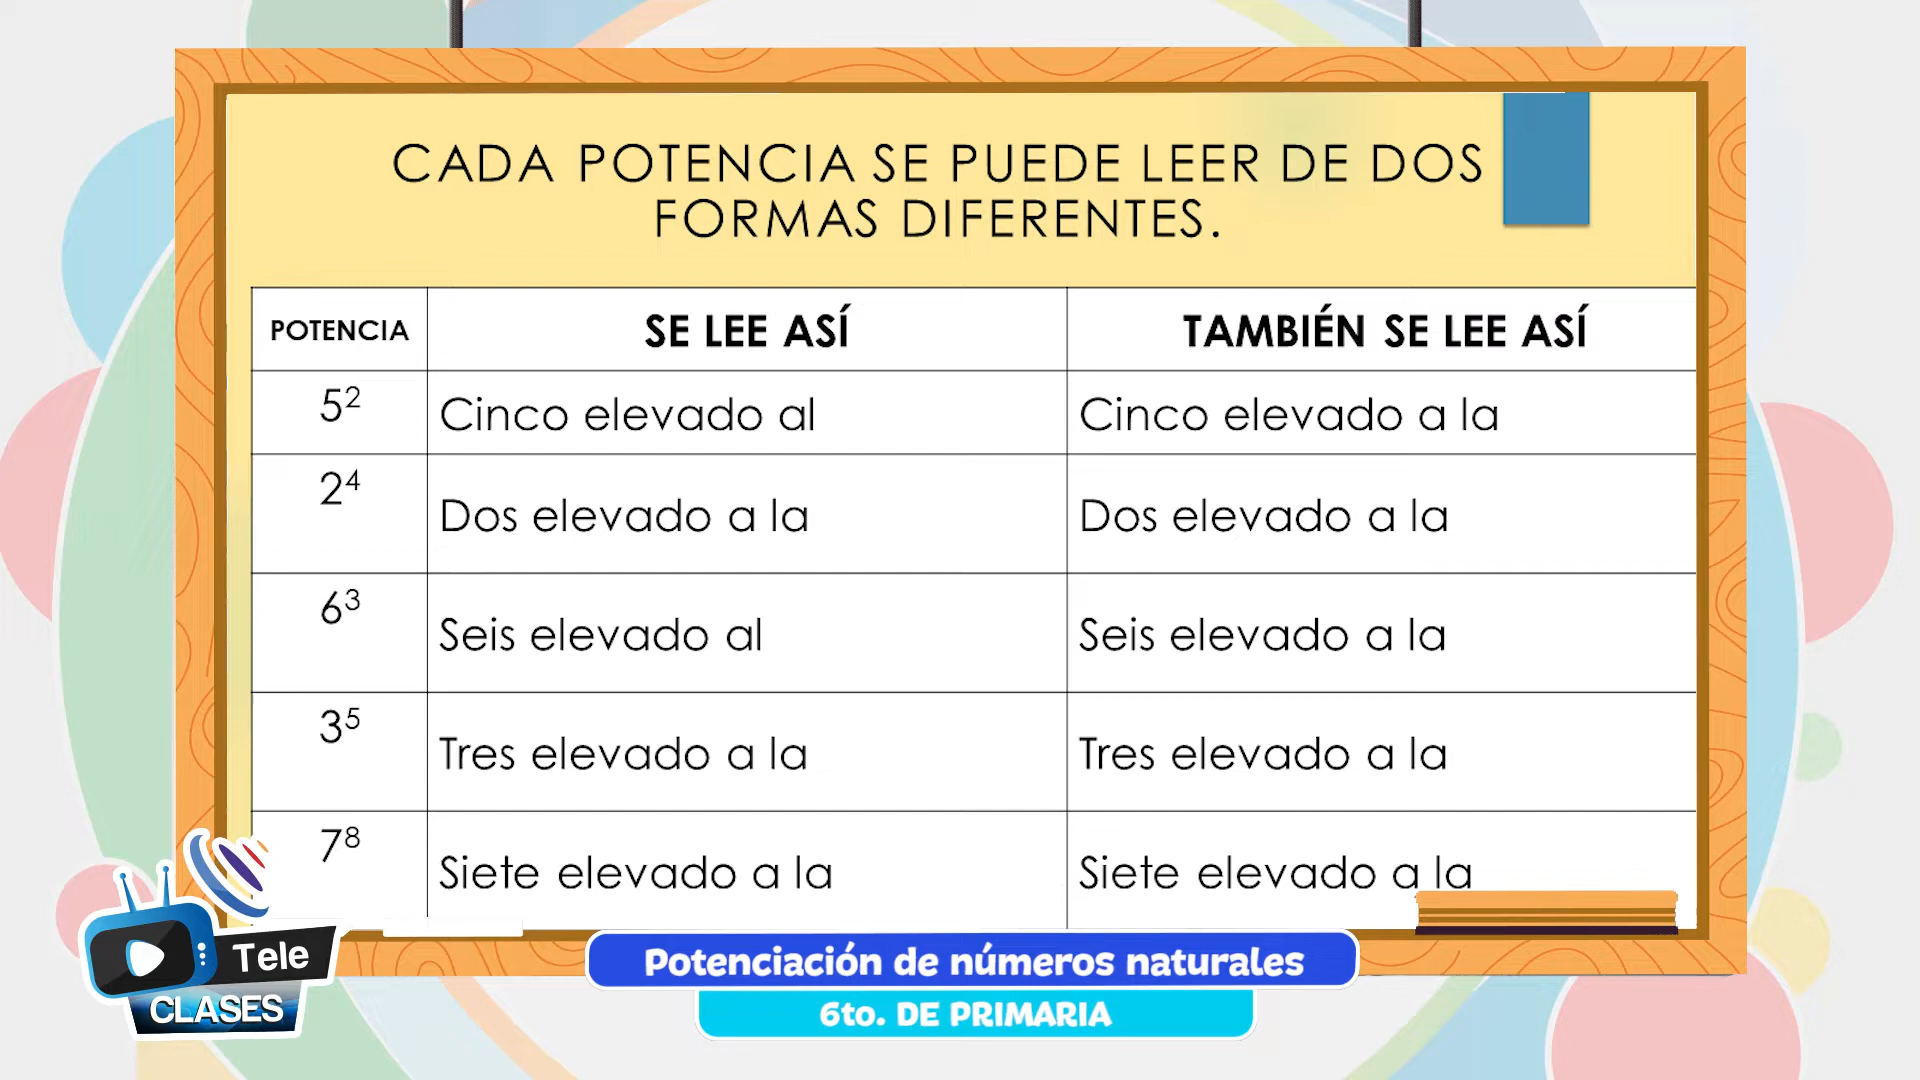 CADA POTENCIA SE PUEDE LEER DE DOS
FORMAS DIFERENTES.
POTENCIA SE LEE ASÍ TAMBIÉN SE LEE ASÍ
5² Cinco elevado al Cinco elevado a la
2⁴ Dos elevado a la Dos elevado a la
6³ Seis elevado al Seis elevado a la
3⁵ Tres elevado a la Tres elevado a la
7⁸ Siete elevado a la Siete elevado a la
Tele
CLASES
Potenciación de números naturales
6to. DE PRIMARIA